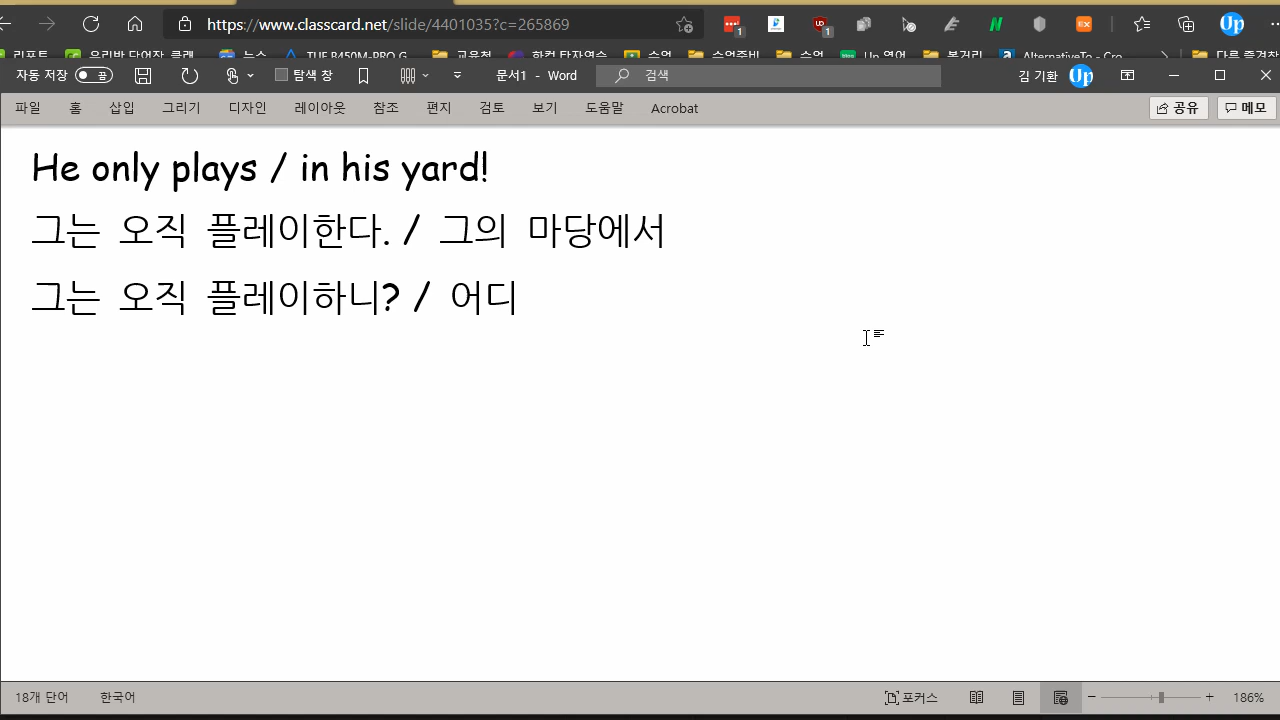 https://www.classcard.net/slide/4401035?c=265869
자동 저장 끔 탐색 창 문서1 - Word 검색 김 기환 Up
파일 홈 삽입 그리기 디자인 레이아웃 참조 편지 검토 보기 도움말 Acrobat 공유 메모
He only plays / in his yard!
그는 오직 플레이한다. / 그의 마당에서
그는 오직 플레이하니? / 어디
18개 단어 한국어 포커스 186%